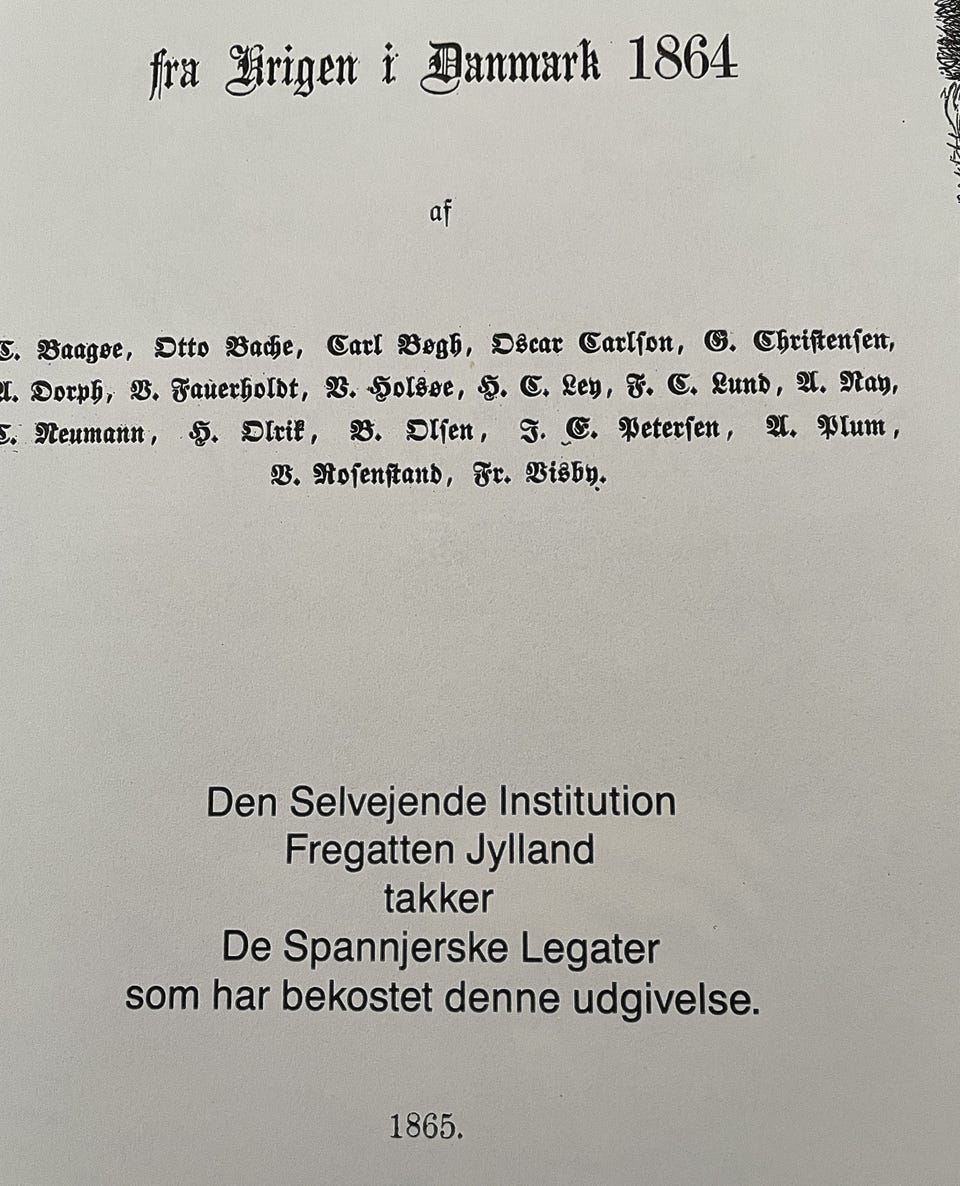 fra Krigen i Danmark 1864
af
C. Baagøe, Otto Bache, Carl Bøgh, Oscar Carlson, G. Christensen,
A. Dorph, V. Fauerholdt, V. Holsøe, H. C. Ley, F. C. Lund, A. Nay,
C. Neumann, H. Olrik, B. Olsen, J. E. Petersen, A. Plum,
V. Rosenstand, Fr. Visby.
Den Selvejende Institution
Fregatten Jylland
takker
De Spannjerske Legater
som har bekostet denne udgivelse.
1865.